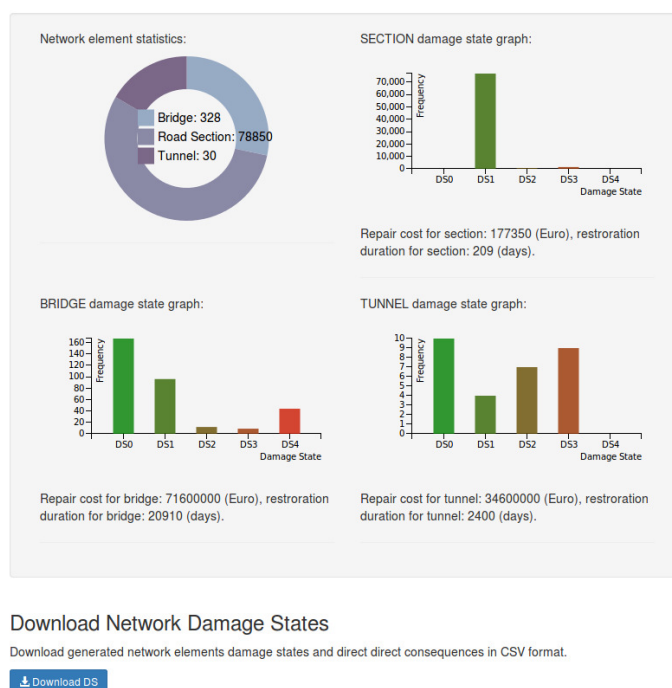 Network element statistics:
Bridge: 328
Road Section: 78850
Tunnel: 30
SECTION damage state graph:
Frequency
70,000
60,000
50,000
40,000
30,000
20,000
10,000
0
DS0 DS1 DS2 DS3 DS4
Damage State
Repair cost for section: 177350 (Euro), restroration
duration for section: 209 (days).
BRIDGE damage state graph:
Frequency
160
140
120
100
80
60
40
20
0
DS0 DS1 DS2 DS3 DS4
Damage State
Repair cost for bridge: 71600000 (Euro), restroration
duration for bridge: 20910 (days).
TUNNEL damage state graph:
Frequency
10
9
8
7
6
5
4
3
2
1
0
DS0 DS1 DS2 DS3 DS4
Damage State
Repair cost for tunnel: 34600000 (Euro), restroration
duration for tunnel: 2400 (days).
Download Network Damage States
Download generated network elements damage states and direct direct consequences in CSV format.
Download DS